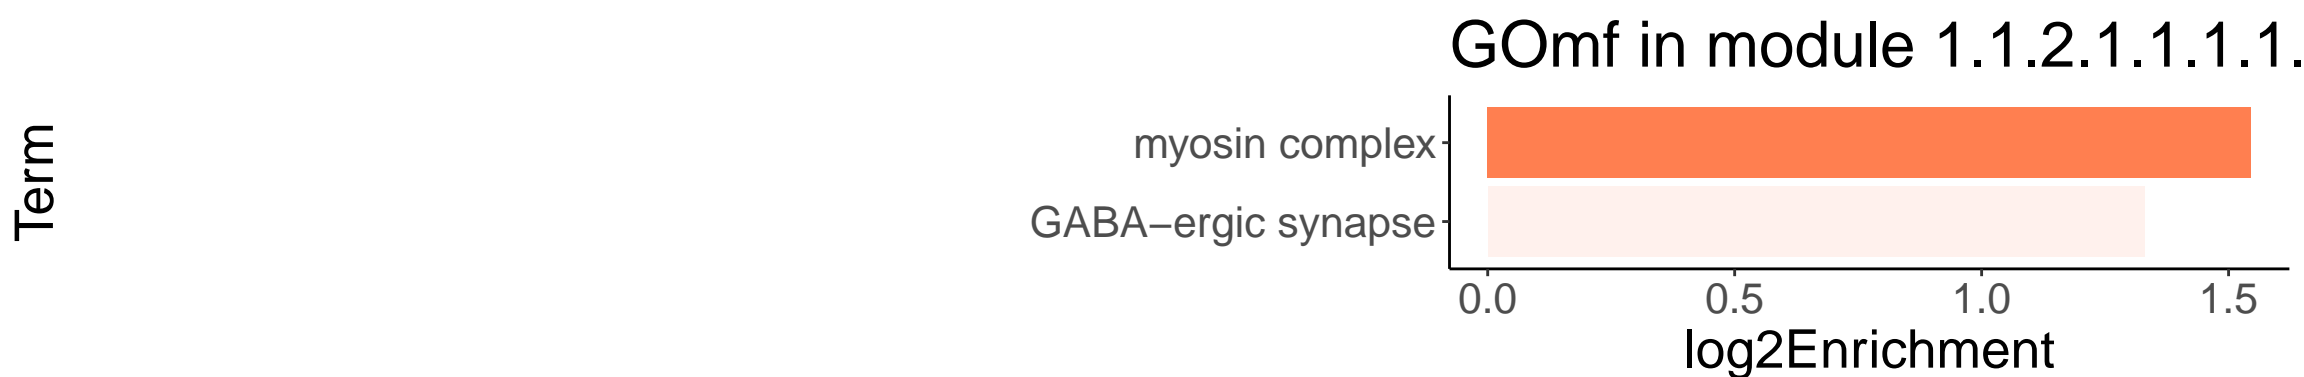 GOmf in module 1.1.2.1.1.1.1.
Term
myosin complex
GABA−ergic synapse
0.0 0.5 1.0 1.5
log2Enrichment